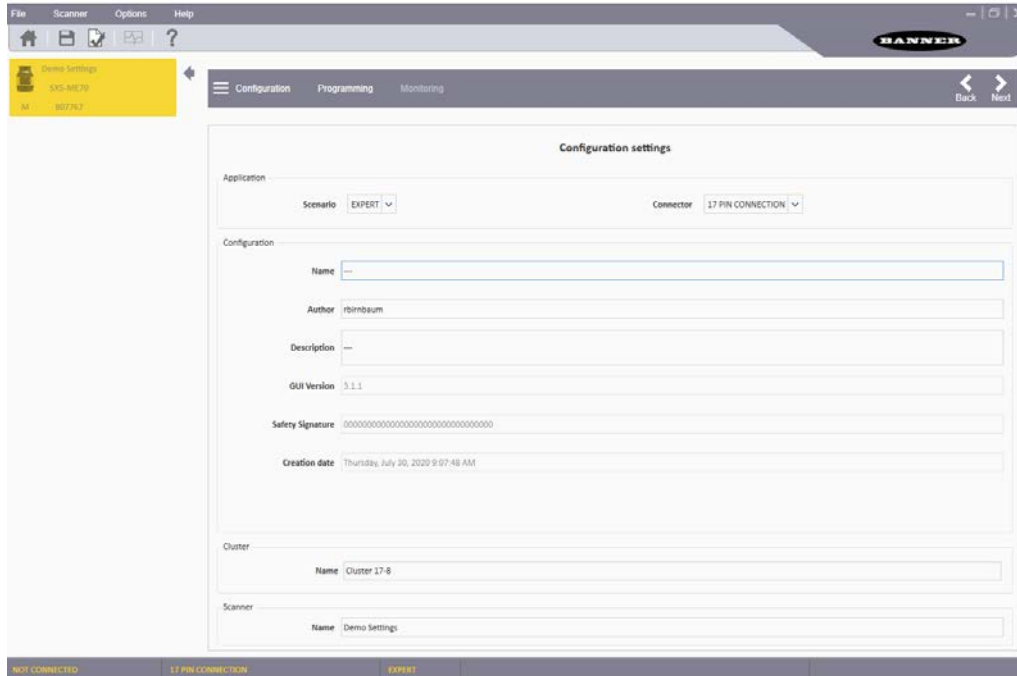 File Scanner Options Help
BANNER
Demo Settings
SX5-ME70
M 807767
Configuration Programming Monitoring
Back Next
Configuration settings
Application
Scenario EXPERT Connector 17 PIN CONNECTION
Configuration
Name ---
Author rbirnbaum
Description ---
GUI Version 3.1.1
Safety Signature
Creation date Thursday, July 30, 2020 9:07:48 AM
Cluster
Name Cluster 17-B
Scanner
Name Demo Settings
NOT CONNECTED 17 PIN CONNECTION EXPERT